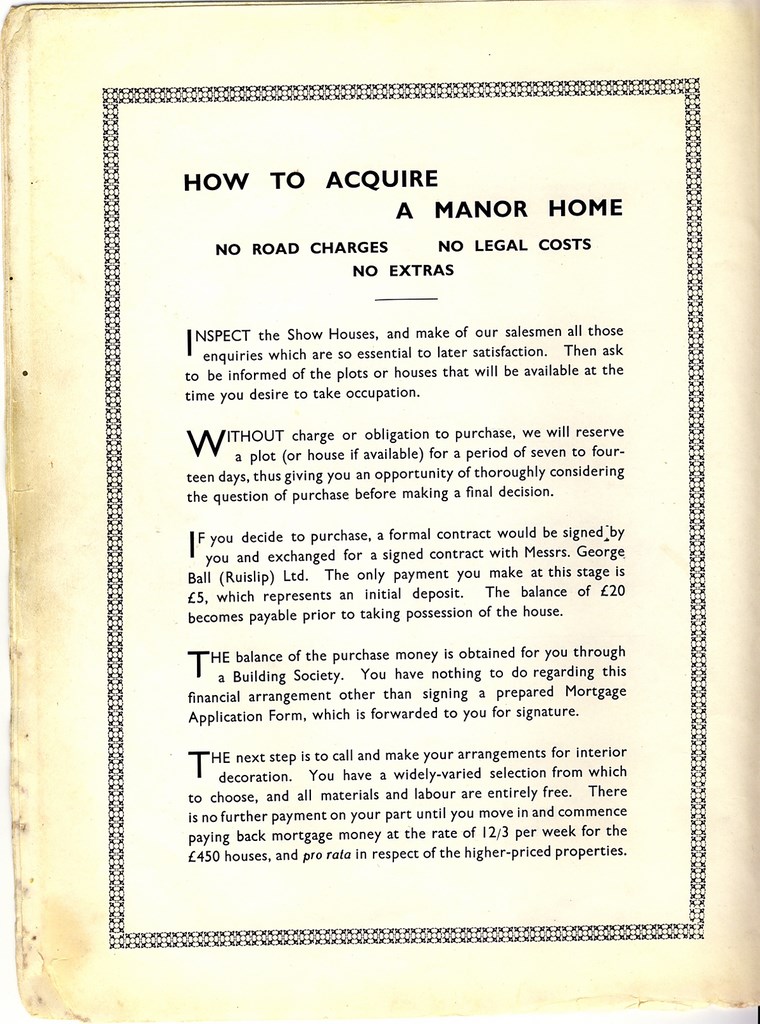 HOW TO ACQUIRE
A MANOR HOME
NO ROAD CHARGES NO LEGAL COSTS
NO EXTRAS
INSPECT the Show Houses, and make of our salesmen all those
enquiries which are so essential to later satisfaction. Then ask
to be informed of the plots or houses that will be available at the
time you desire to take occupation.
WITHOUT charge or obligation to purchase, we will reserve
a plot (or house if available) for a period of seven to four-
teen days, thus giving you an opportunity of thoroughly considering
the question of purchase before making a final decision.
IF you decide to purchase, a formal contract would be signed by
you and exchanged for a signed contract with Messrs. George
Ball (Ruislip) Ltd. The only payment you make at this stage is
£5, which represents an initial deposit. The balance of £20
becomes payable prior to taking possession of the house.
THE balance of the purchase money is obtained for you through
a Building Society. You have nothing to do regarding this
financial arrangement other than signing a prepared Mortgage
Application Form, which is forwarded to you for signature.
THE next step is to call and make your arrangements for interior
decoration. You have a widely-varied selection from which
to choose, and all materials and labour are entirely free. There
is no further payment on your part until you move in and commence
paying back mortgage money at the rate of 12/3 per week for the
£450 houses, and pro rata in respect of the higher-priced properties.